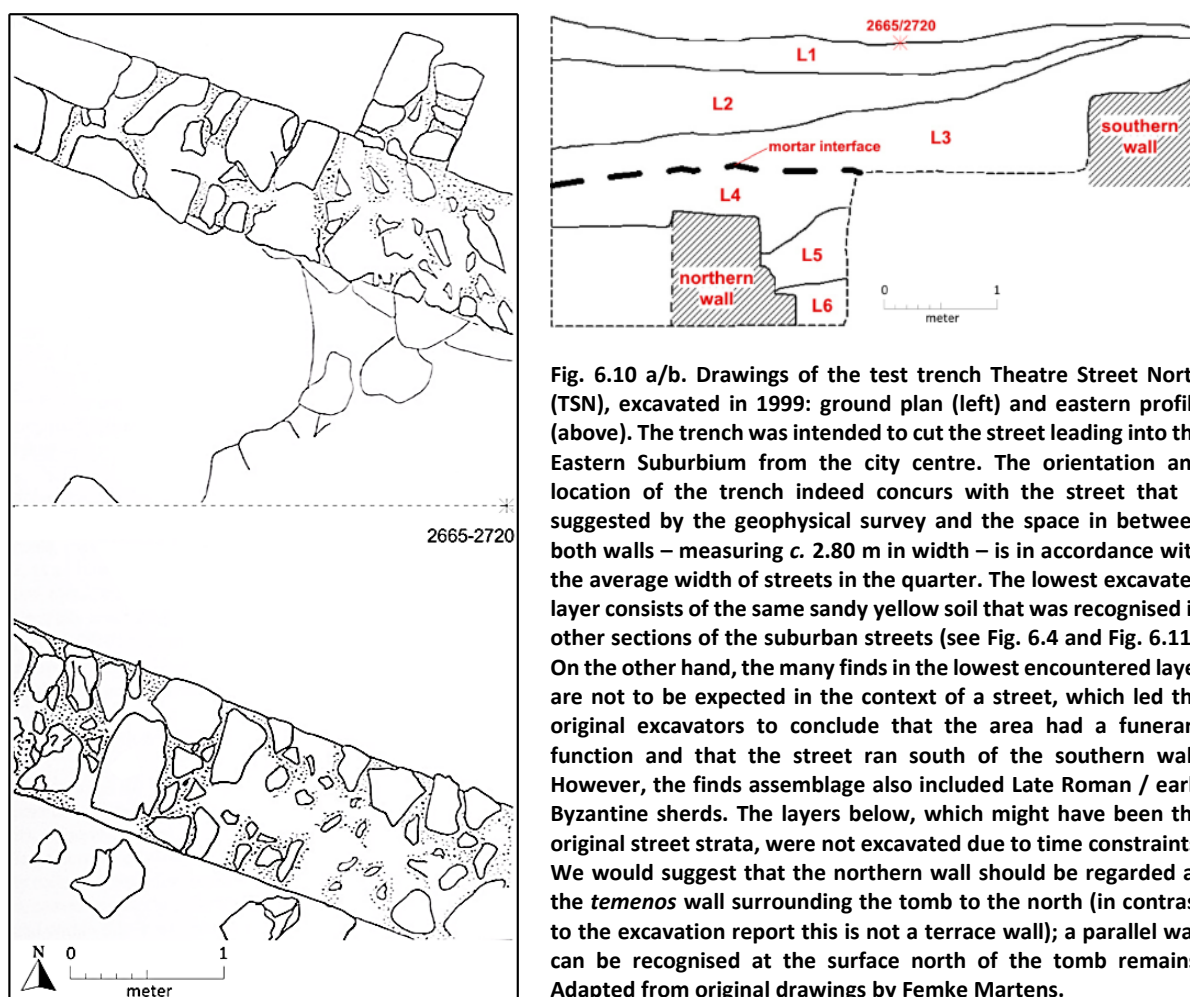 2665-2720
N
0 1
meter
2665/2720
L1
L2
L3
southern
wall
mortar interface
L4
L5
northern
wall
L6
0 1
meter
Fig. 6.10 a/b. Drawings of the test trench Theatre Street Nort
(TSN), excavated in 1999: ground plan (left) and eastern profil
(above). The trench was intended to cut the street leading into th
Eastern Suburbium from the city centre. The orientation an
location of the trench indeed concurs with the street that
suggested by the geophysical survey and the space in betwee
both walls – measuring c. 2.80 m in width – is in accordance wit
the average width of streets in the quarter. The lowest excavate
layer consists of the same sandy yellow soil that was recognised i
other sections of the suburban streets (see Fig. 6.4 and Fig. 6.11
On the other hand, the many finds in the lowest encountered laye
are not to be expected in the context of a street, which led th
original excavators to conclude that the area had a funerar
function and that the street ran south of the southern wal
However, the finds assemblage also included Late Roman / earl
Byzantine sherds. The layers below, which might have been th
original street strata, were not excavated due to time constraint
We would suggest that the northern wall should be regarded a
the temenos wall surrounding the tomb to the north (in contras
to the excavation report this is not a terrace wall); a parallel wa
can be recognised at the surface north of the tomb remain
Adapted from original drawings by Femke Martens.